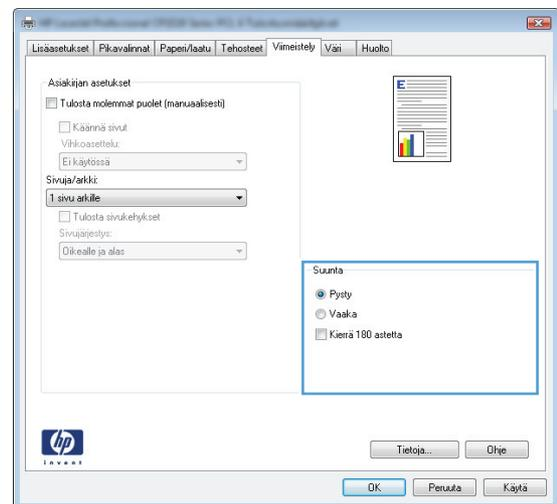 Lisäasetukset Pikavalinnat Paperi/laatu Tehosteet Viimeistely Väri Huolto
Asiakirjan asetukset
Tulosta molemmat puolet (manuaalisesti)
Käännä sivut
Vihkoasettelu:
Ei käytössä
Sivuja/arkki:
1 sivu arkille
Tulosta sivukehykset
Sivujärjestys:
Oikealle ja alas
E
Suunta
Pysty
Vaaka
Kierrä 180 astetta
hp
invent
Tietoja... Ohje
OK Peruuta Käytä